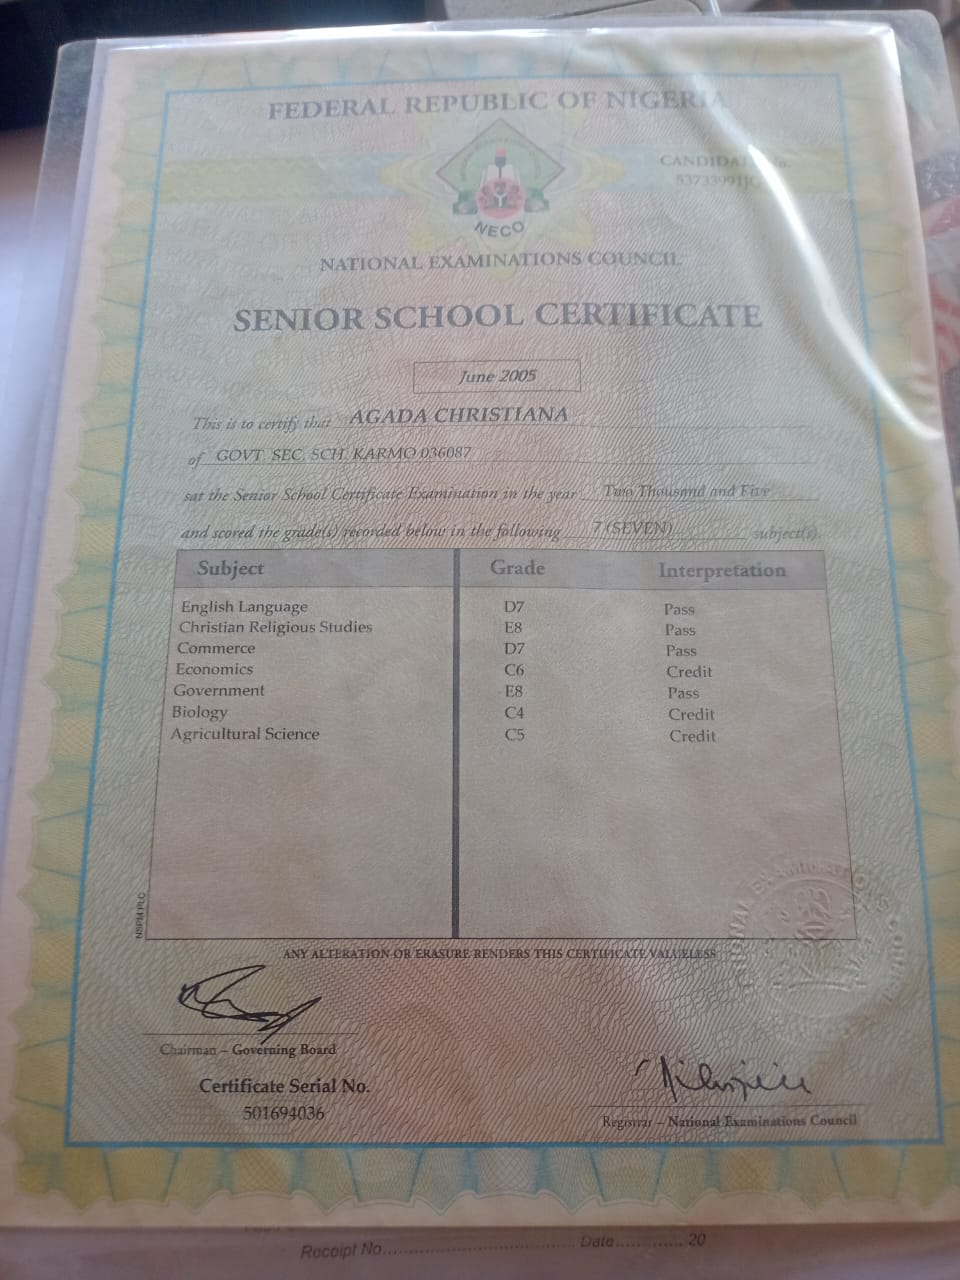 FEDERAL REPUBLIC OF NIGERIA
CANDIDATE No.
53733991JC
NECO
NATIONAL EXAMINATIONS COUNCIL
SENIOR SCHOOL CERTIFICATE
June 2005
This is to certify that AGADA CHRISTIANA
of GOVT. SEC. SCH. KARMO 036087
sat the Senior School Certificate Examination in the year Two Thousand and Five
and scored the grade(s) recorded below in the following 7 (SEVEN) subject(s).
Subject Grade Interpretation
English Language D7 Pass
Christian Religious Studies E8 Pass
Commerce D7 Pass
Economics C6 Credit
Government E8 Pass
Biology C4 Credit
Agricultural Science C5 Credit
NSPM PLC
ANY ALTERATION OR ERASURE RENDERS THIS CERTIFICATE VALUELESS
Chairman – Governing Board
Certificate Serial No.
501694036
Registrar – National Examinations Council
Receipt No. Date 20